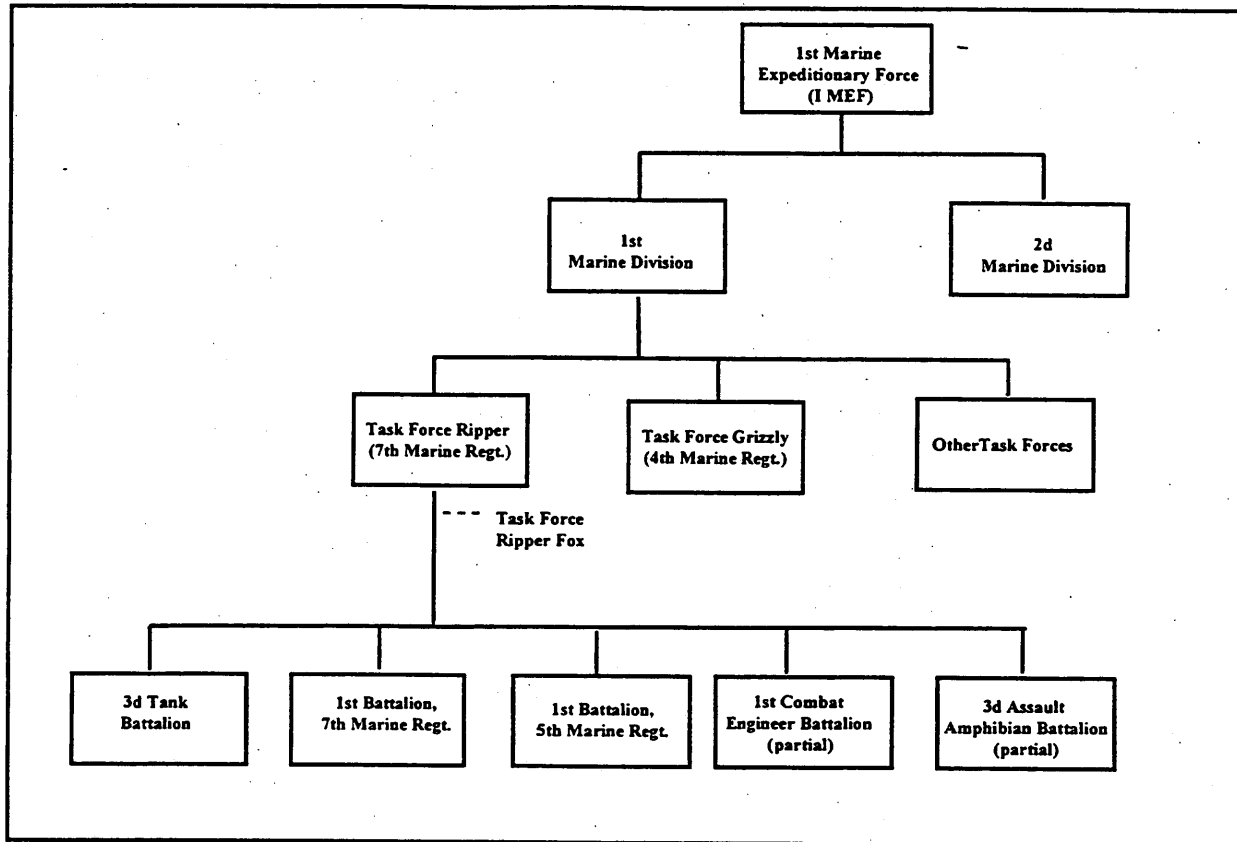 1st Marine
Expeditionary Force
(I MEF)
1st
Marine Division
2d
Marine Division
Task Force Ripper
(7th Marine Regt.)
Task Force Grizzly
(4th Marine Regt.)
OtherTask Forces
Task Force
Ripper Fox
3d Tank
Battalion
1st Battalion,
7th Marine Regt.
1st Battalion,
5th Marine Regt.
1st Combat
Engineer Battalion
(partial)
3d Assault
Amphibian Battalion
(partial)